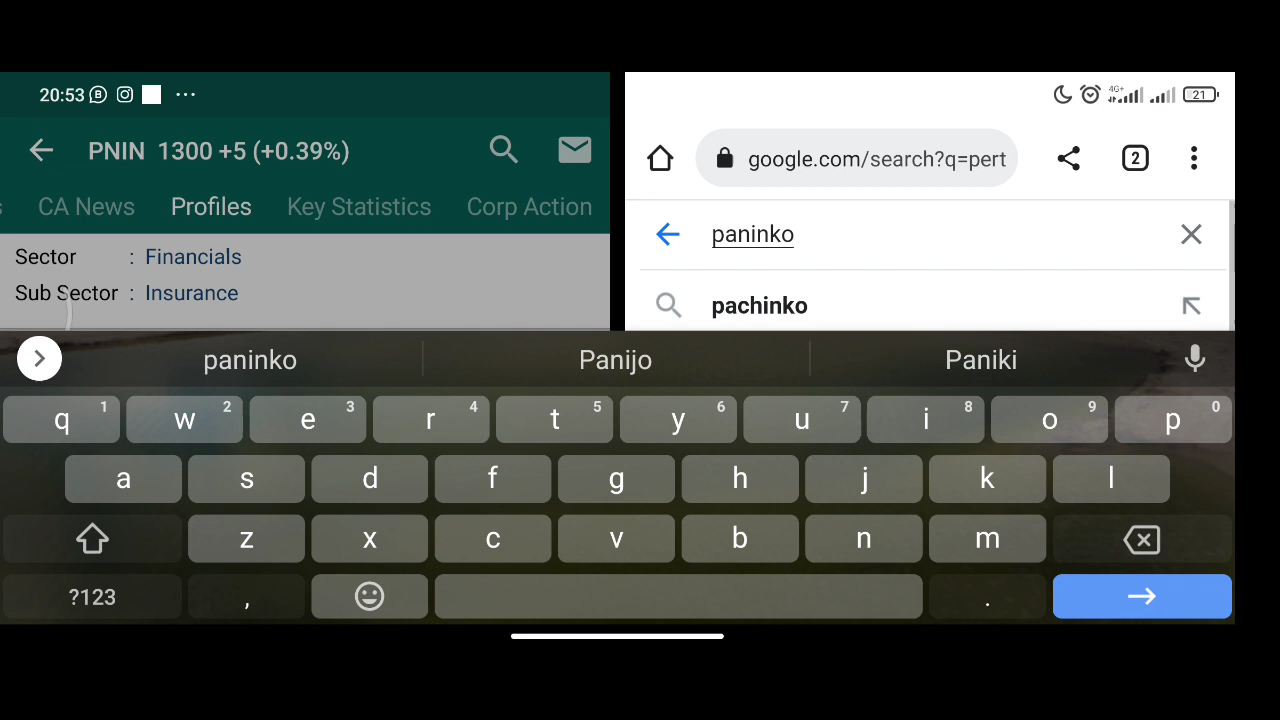 20:53
4G+
21
PNIN 1300 +5 (+0.39%)
CA News Profiles Key Statistics Corp Action
Sector : Financials
Sub Sector : Insurance
google.com/search?q=pert
2
paninko
pachinko
paninko Panijo Paniki
q 1 w 2 e 3 r 4 t 5 y 6 u 7 i 8 o 9 p 0
a s d f g h j k l
z x c v b n m
?123 , .